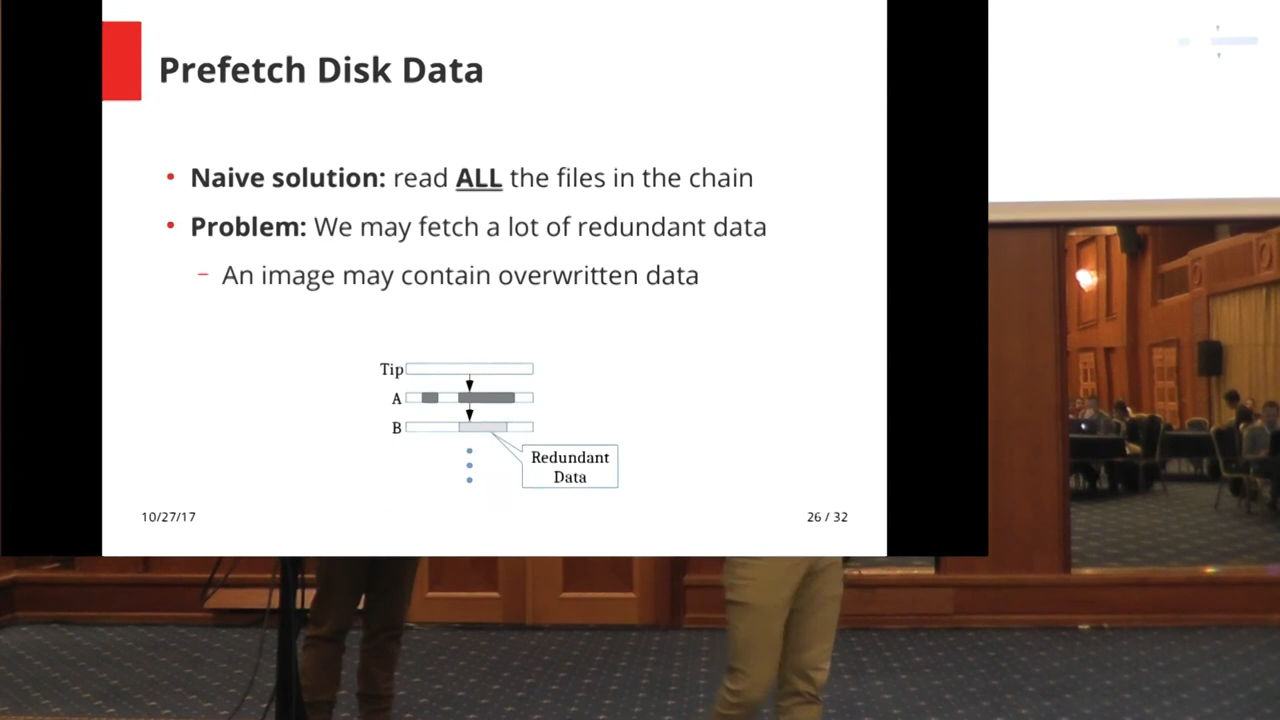 Prefetch Disk Data
• Naive solution: read ALL the files in the chain
• Problem: We may fetch a lot of redundant data
– An image may contain overwritten data
Tip
A
B
Redundant
Data
10/27/17
26 / 32